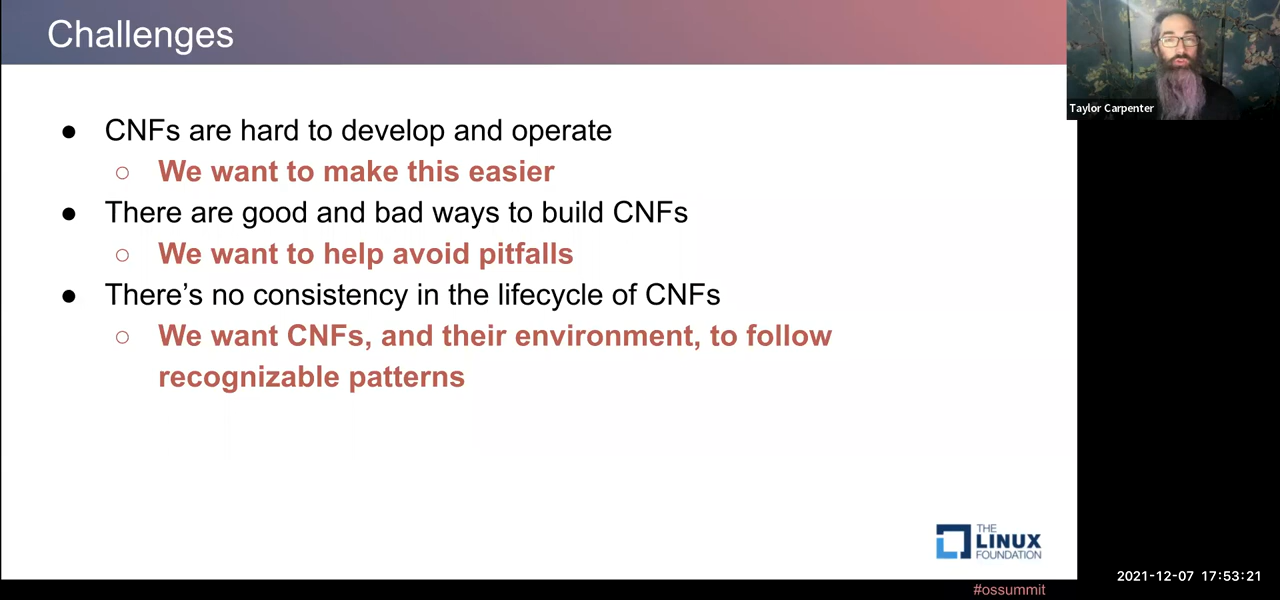 Challenges
Taylor Carpenter
● CNFs are hard to develop and operate
○ We want to make this easier
● There are good and bad ways to build CNFs
○ We want to help avoid pitfalls
● There’s no consistency in the lifecycle of CNFs
○ We want CNFs, and their environment, to follow
recognizable patterns
THE
LINUX
FOUNDATION
2021-12-07 17:53:21
#ossummit